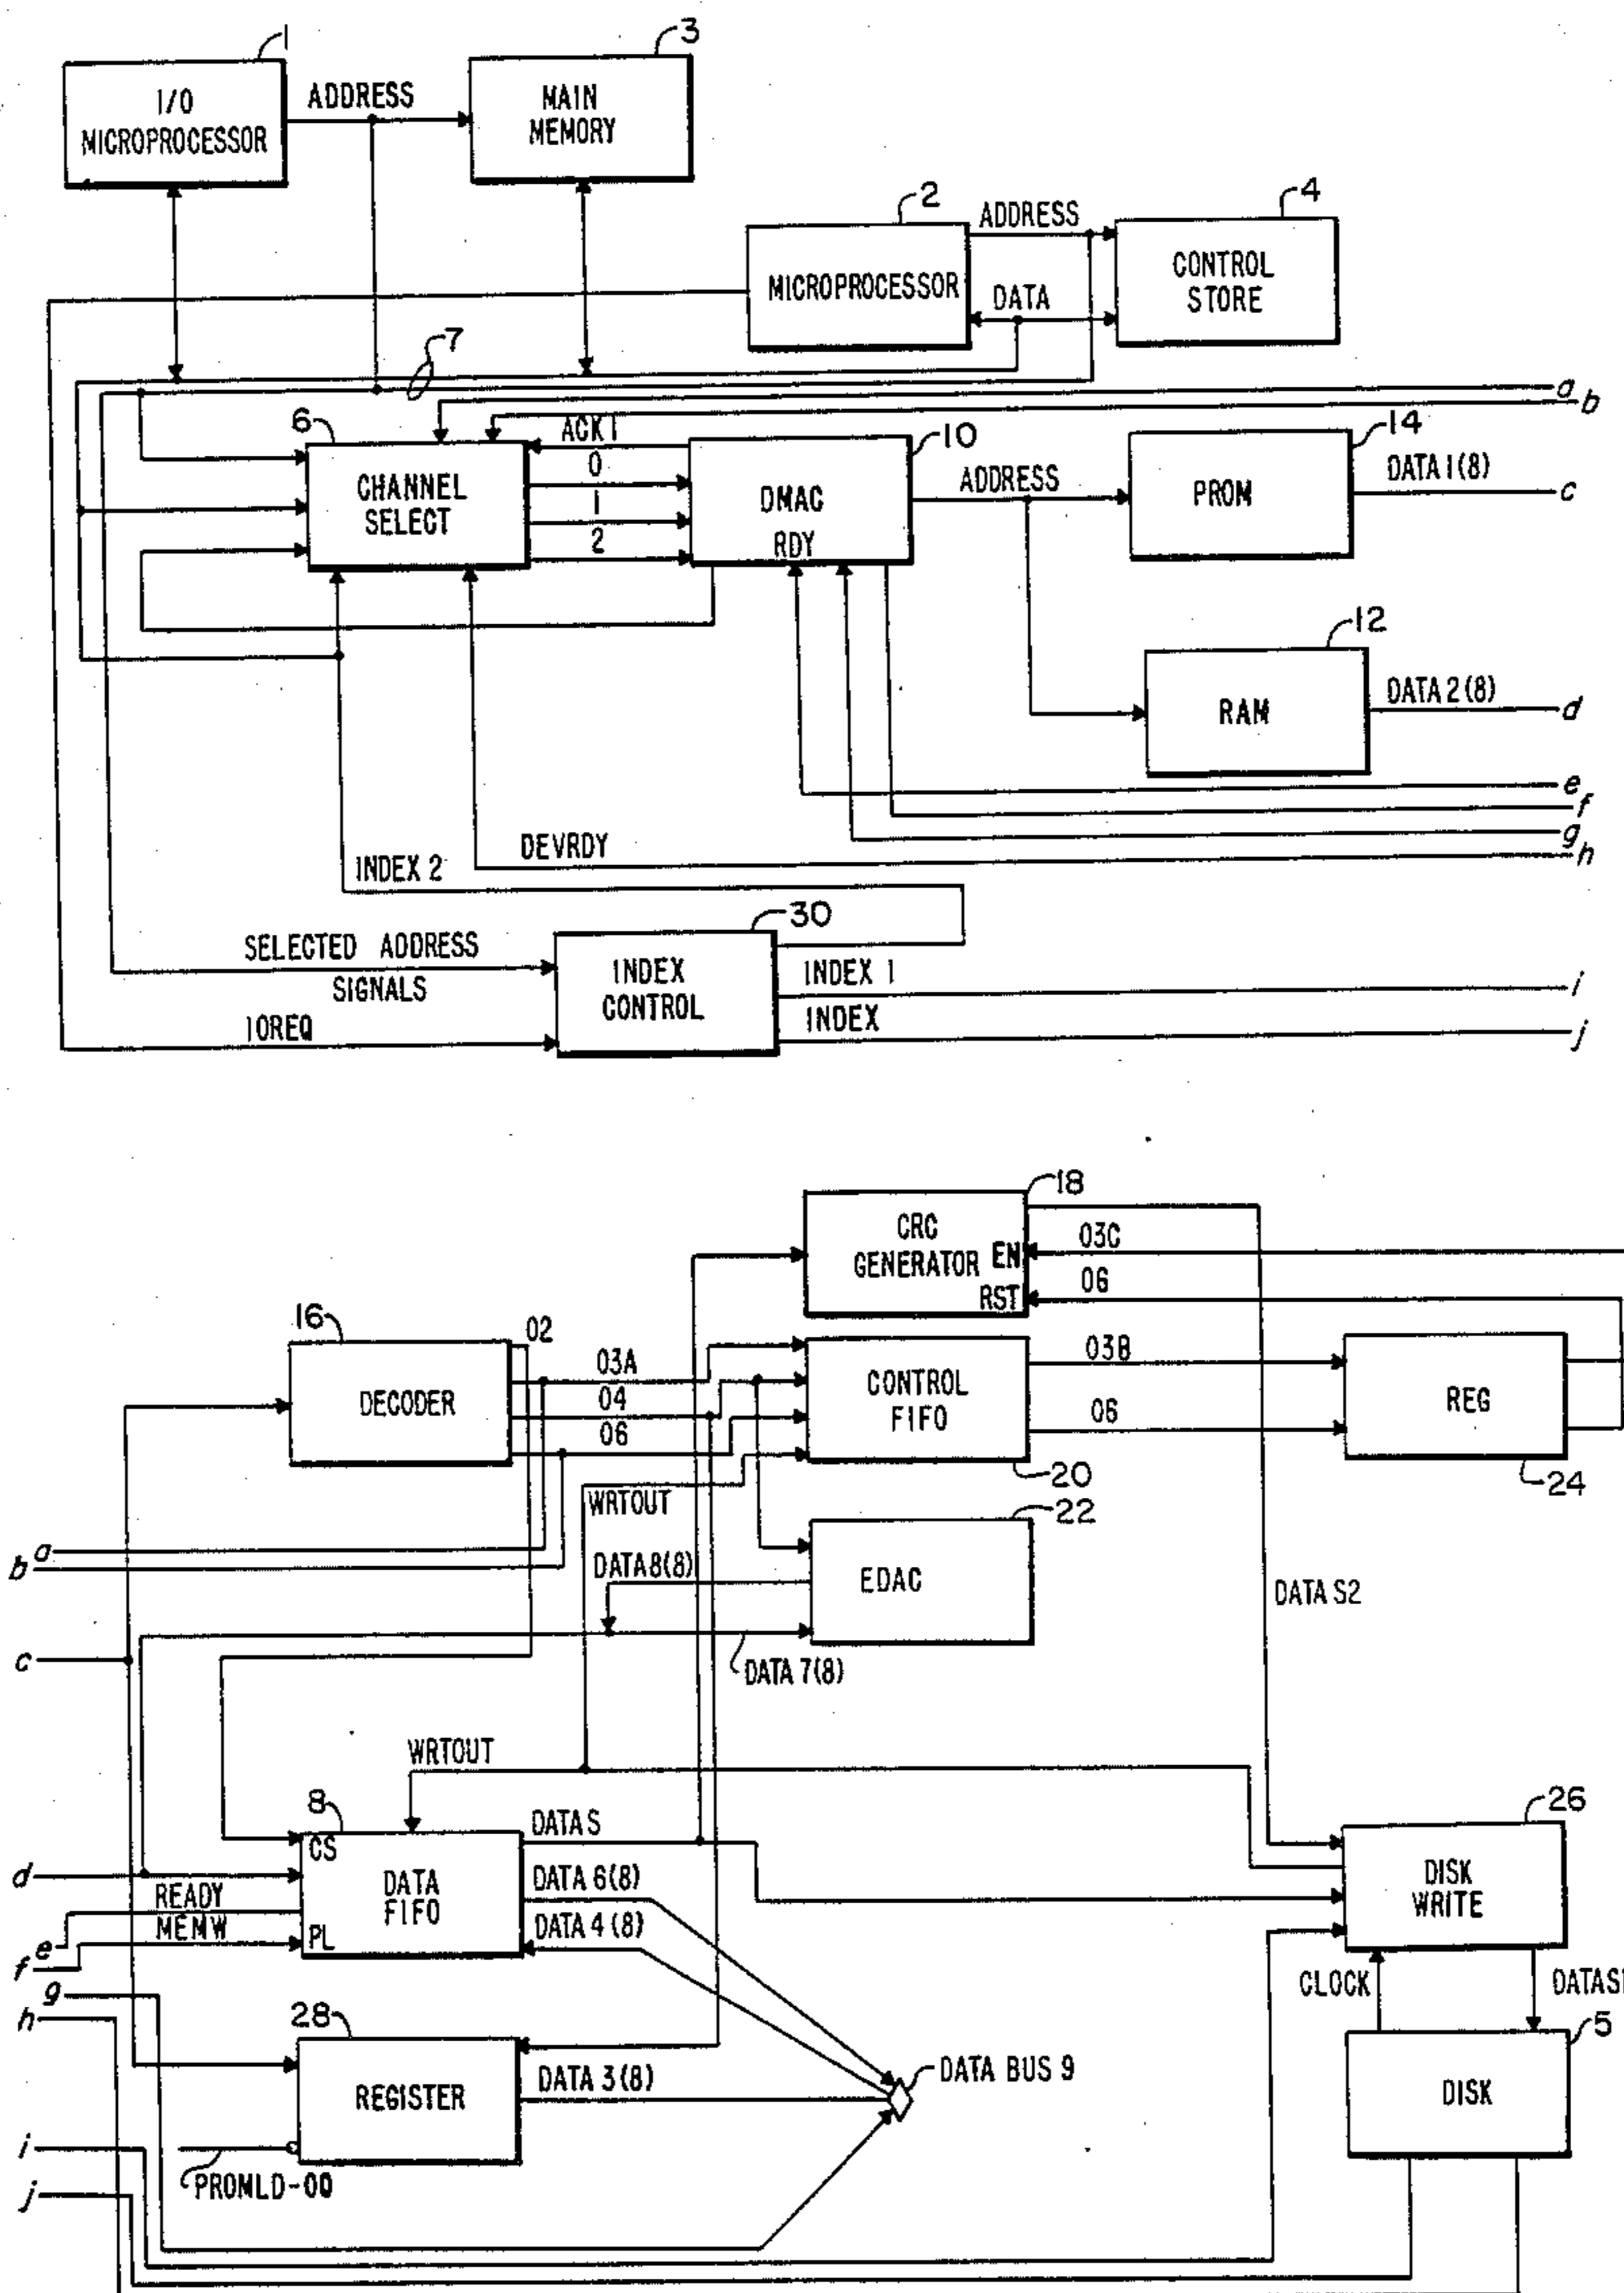 1
3
I/O
MICROPROCESSOR
ADDRESS
MAIN
MEMORY
2
ADDRESS
4
MICROPROCESSOR
DATA
CONTROL
STORE
7
a
b
6
ACK 1
10
14
CHANNEL
SELECT
0
1
2
DMAC
RDY
ADDRESS
PROM
DATA 1(8)
c
12
RAM
DATA 2(8)
d
e
f
g
h
DEVRDY
INDEX 2
30
SELECTED ADDRESS
SIGNALS
INDEX
CONTROL
INDEX 1
i
IOREQ
INDEX
j
18
CRC
GENERATOR
EN
RST
03C
06
16
02
DECODER
03A
04
06
CONTROL
FIFO
20
03B
06
REG
24
WRTOUT
22
a
b
DATA 8(8)
EDAC
DATA S2
c
DATA 7(8)
WRTOUT
8
26
CS
DATA S
d
DATA
FIFO
DATA 6(8)
DISK
WRITE
READY
MEMW
PL
DATA 4(8)
e
f
g
h
CLOCK
DATAS1
28
5
REGISTER
DATA 3(8)
DATA BUS 9
DISK
i
PROMLD-00
j